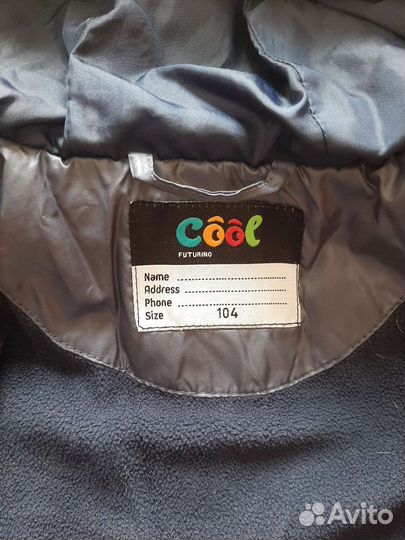 Côôl
FUTURINO
Name ..............................
Address ..........................
Phone ............................
Size 104
Avito